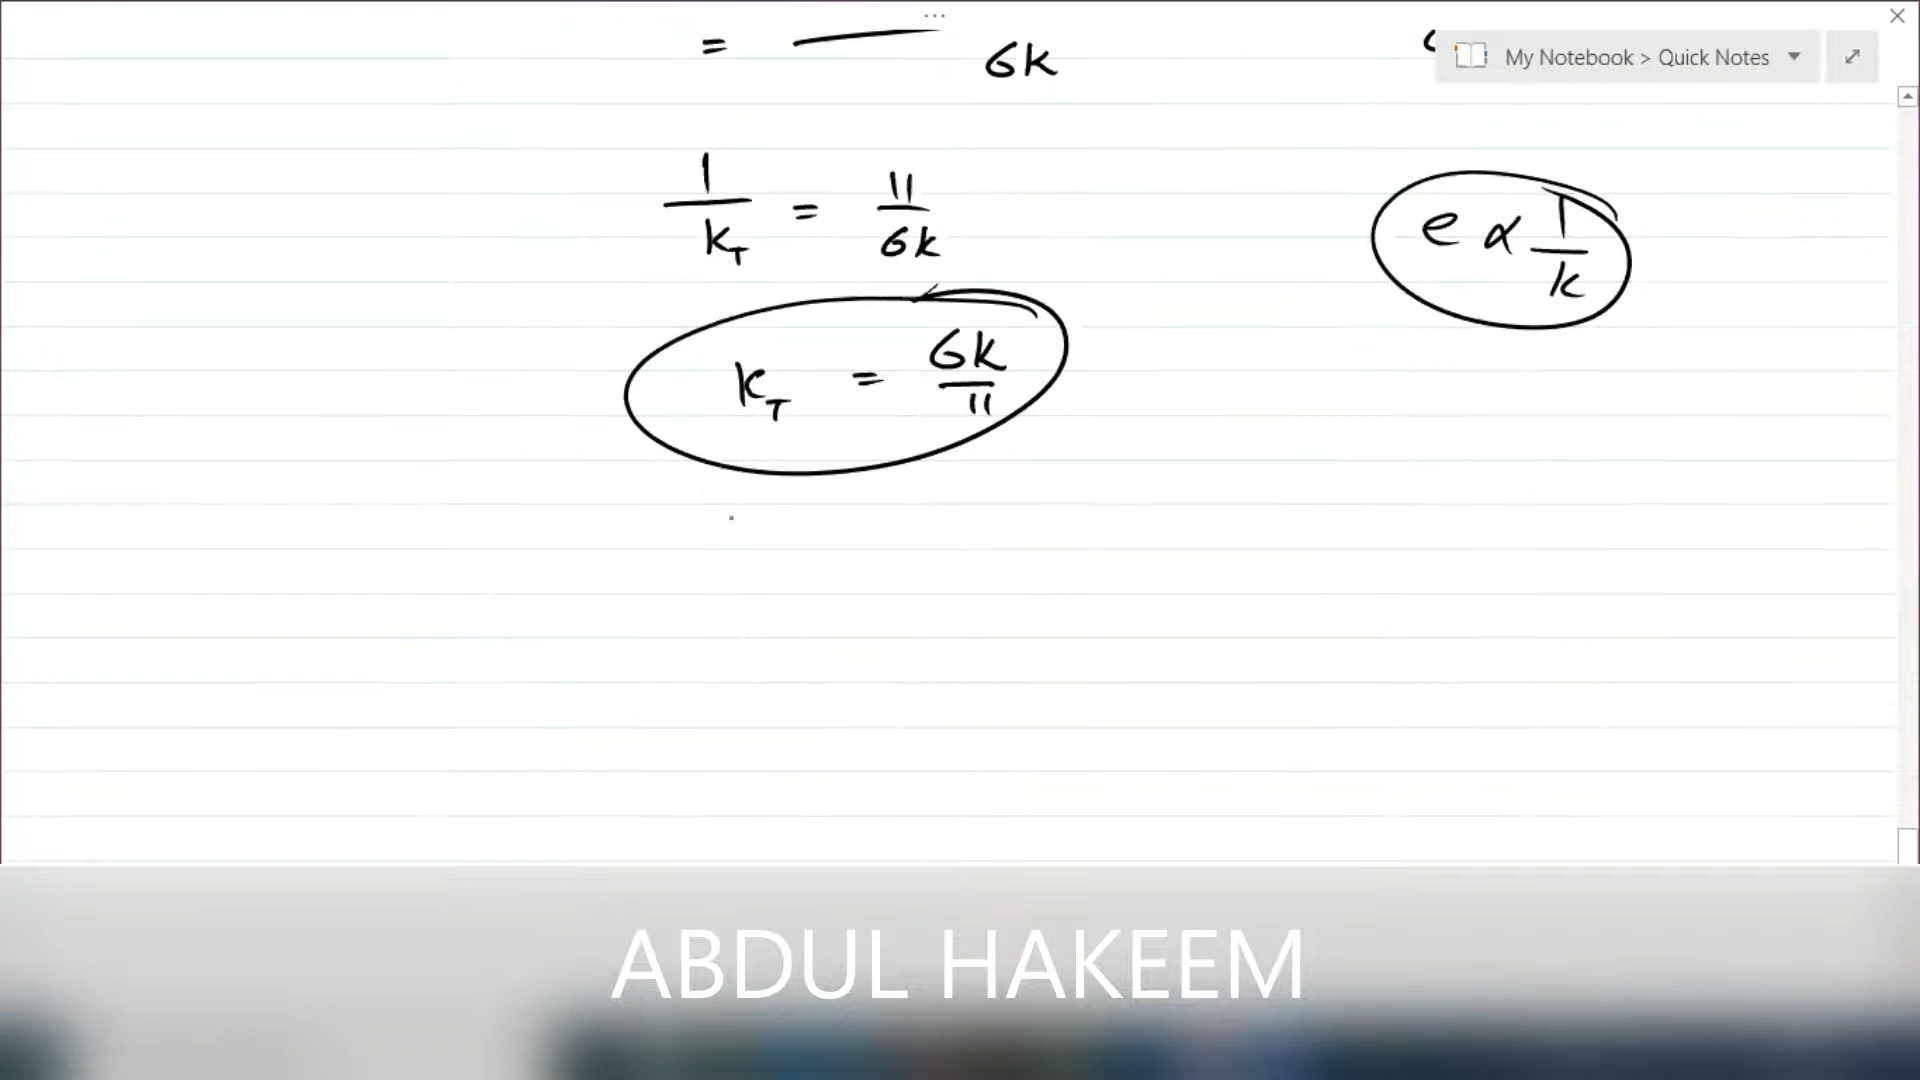 ...
=
6k
My Notebook > Quick Notes
1/k_T = 11/6k
e ∝ 1/k
k_T = 6k/11
ABDUL HAKEEM